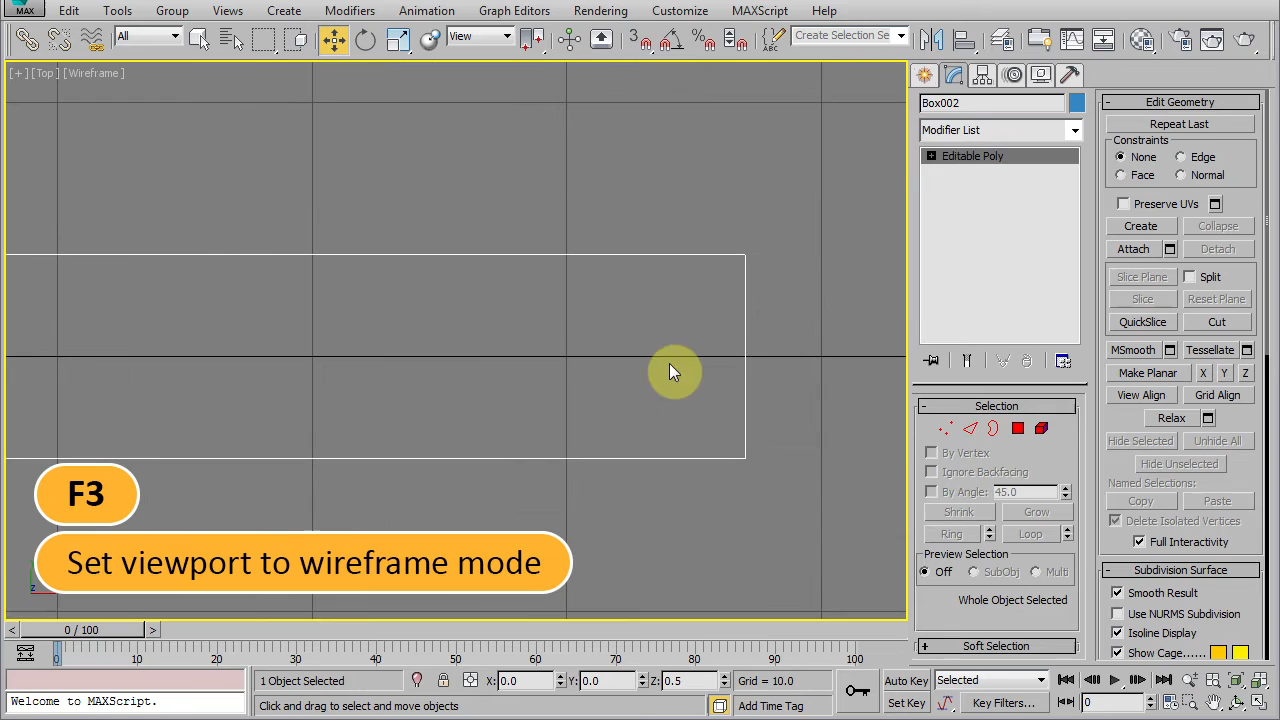 MAX
Edit Tools Group Views Create Modifiers Animation Graph Editors Rendering Customize MAXScript Help
All View 3 Create Selection Se
[+][Top][Wireframe]
Box002
Modifier List
Editable Poly
Selection
By Vertex
Ignore Backfacing
By Angle: 45.0
Shrink Grow
Ring Loop
Preview Selection
Off SubObj Multi
Whole Object Selected
Soft Selection
Edit Geometry
Repeat Last
Constraints
None Edge
Face Normal
Preserve UVs
Create Collapse
Attach Detach
Slice Plane Split
Slice Reset Plane
QuickSlice Cut
MSmooth Tessellate
Make Planar X Y Z
View Align Grid Align
Relax
Hide Selected Unhide All
Hide Unselected
Named Selections:
Copy Paste
Delete Isolated Vertices
Full Interactivity
Subdivision Surface
Smooth Result
Use NURMS Subdivision
Isoline Display
Show Cage......
F3
Set viewport to wireframe mode
z
< 0 / 100 >
0 10 20 30 40 50 60 70 80 90 100
1 Object Selected X: 0.0 Y: 0.0 Z: 0.5 Grid = 10.0 Auto Key Selected
Welcome to MAXScript. Click and drag to select and move objects Add Time Tag Set Key Key Filters... 0